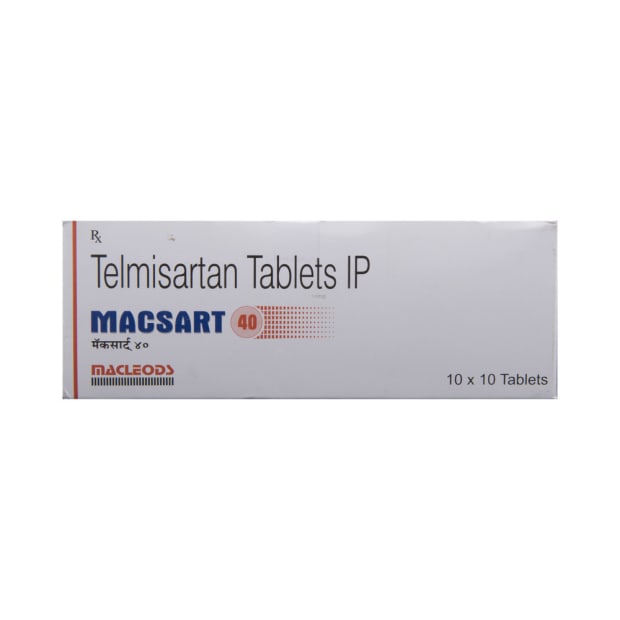 Rx
Telmisartan Tablets IP
MACSART 40
मॅकसार्ट् ४०
MACLEODS
10 x 10 Tablets